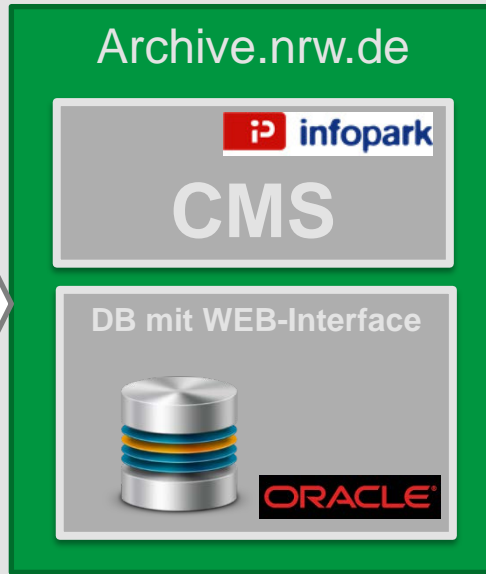 Archive.nrw.de
infopark
CMS
DB mit WEB-Interface
ORACLE